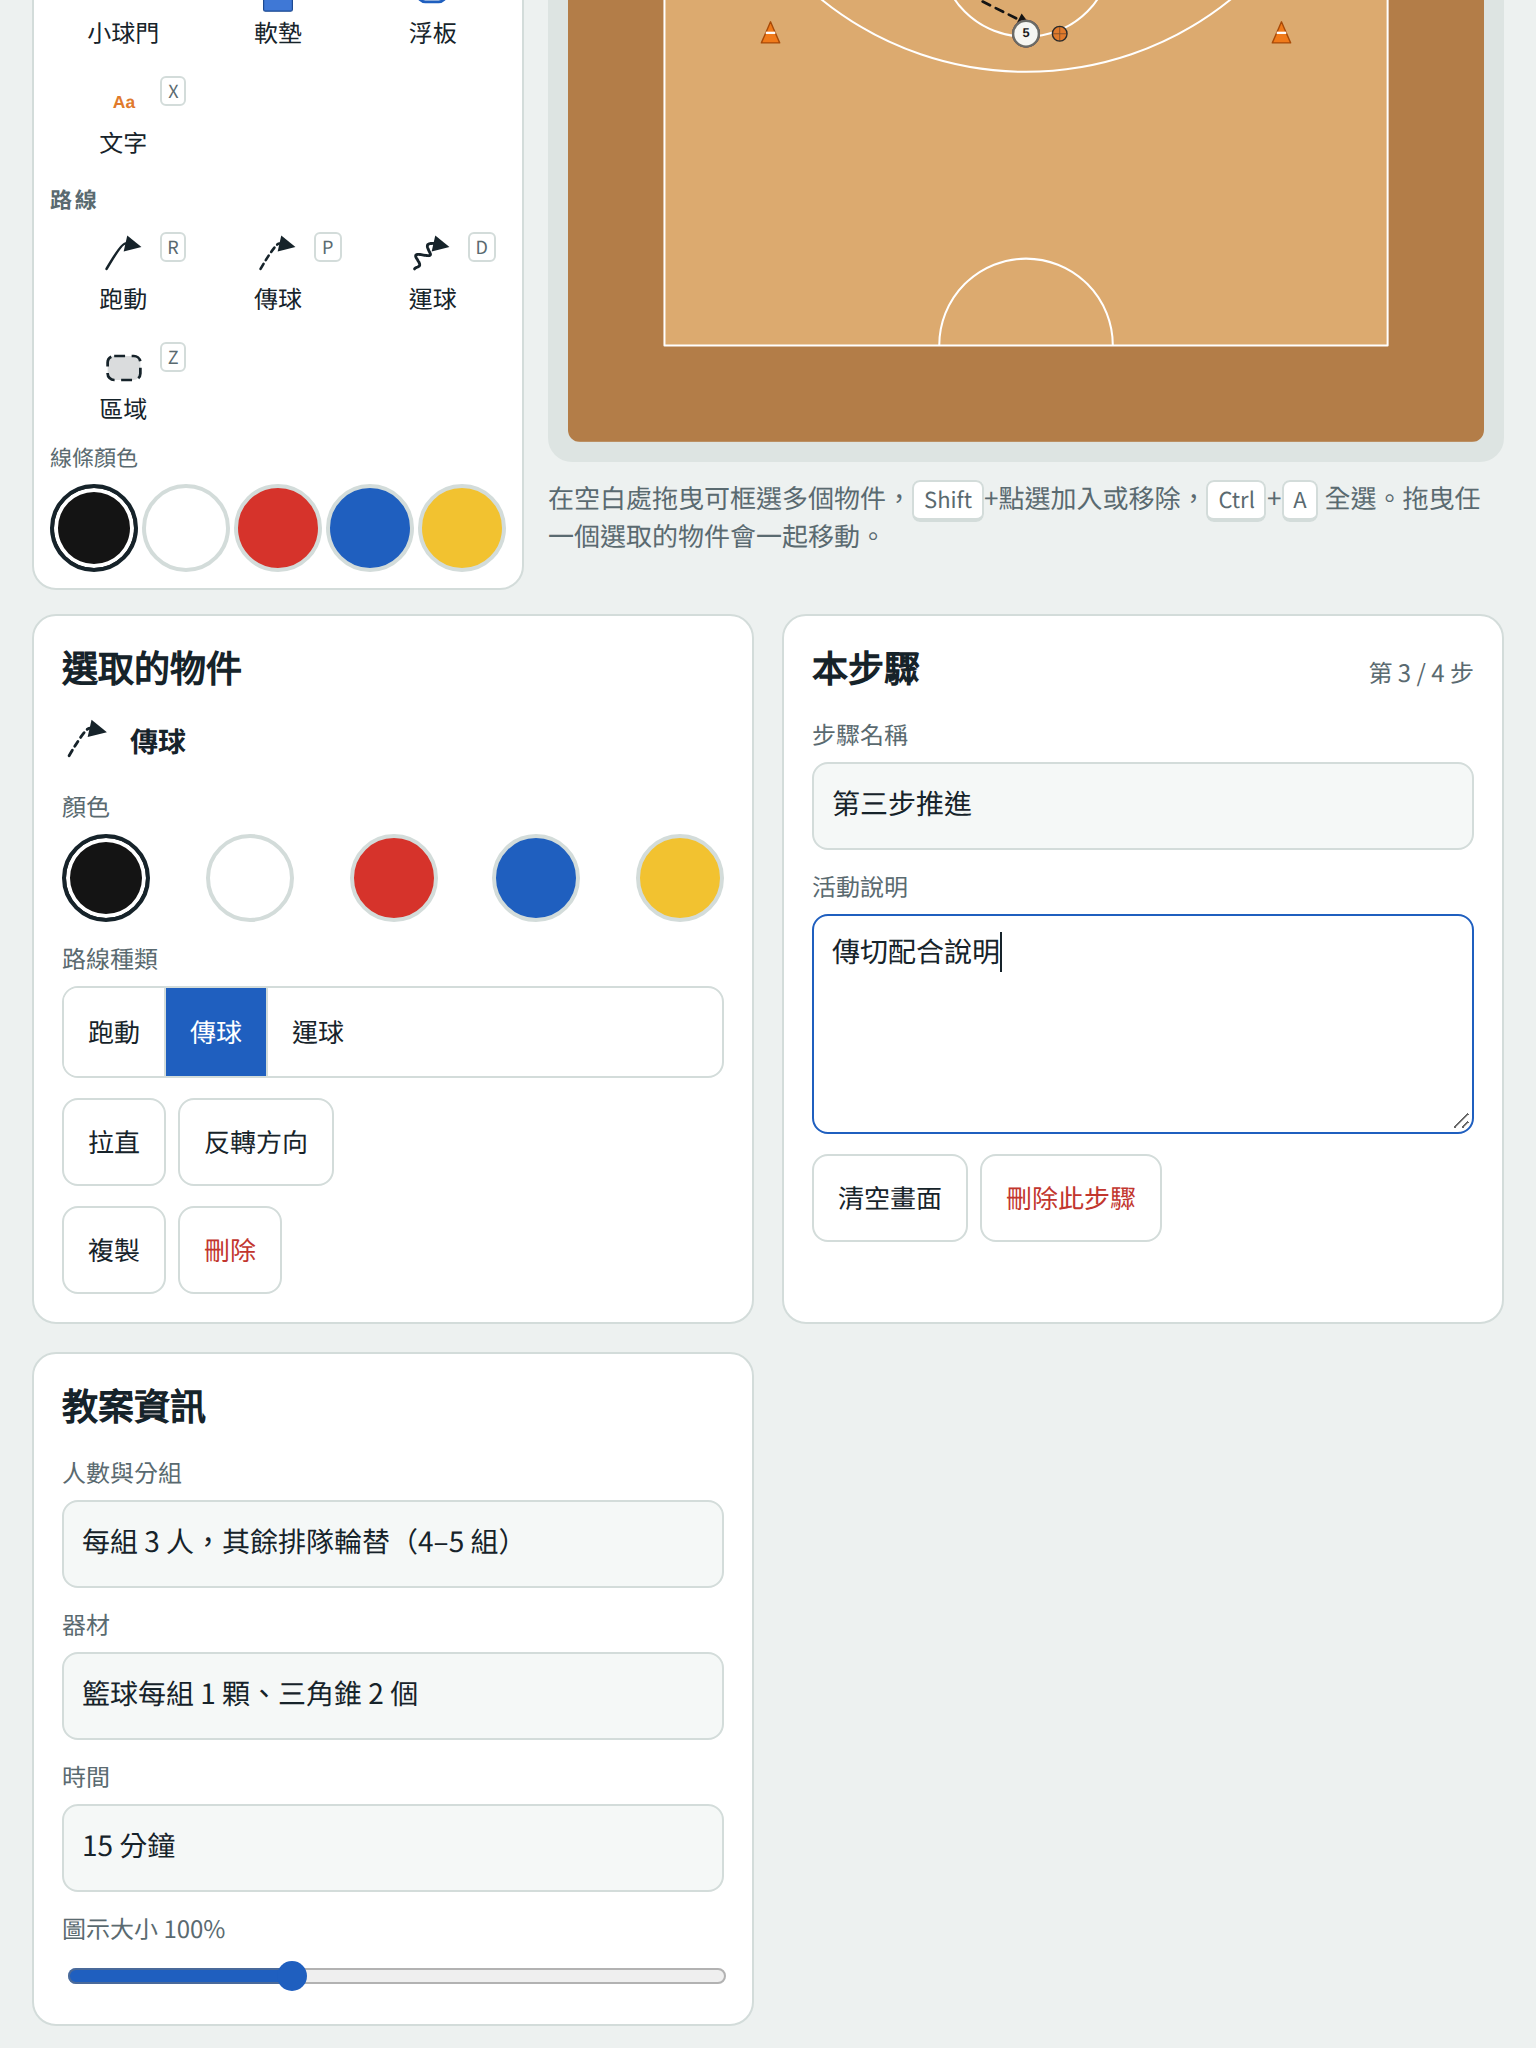 小球門
軟墊
浮板
Aa
X
文字
路線
R
P
D
跑動
傳球
運球
Z
區域
線條顏色
5
在空白處拖曳可框選多個物件，Shift+點選加入或移除，Ctrl+A 全選。拖曳任
一個選取的物件會一起移動。
選取的物件
傳球
顏色
路線種類
跑動
傳球
運球
拉直
反轉方向
複製
刪除
本步驟
第 3 / 4 步
步驟名稱
第三步推進
活動說明
傳切配合說明
清空畫面
刪除此步驟
教案資訊
人數與分組
每組 3 人，其餘排隊輪替（4–5 組）
器材
籃球每組 1 顆、三角錐 2 個
時間
15 分鐘
圖示大小 100%